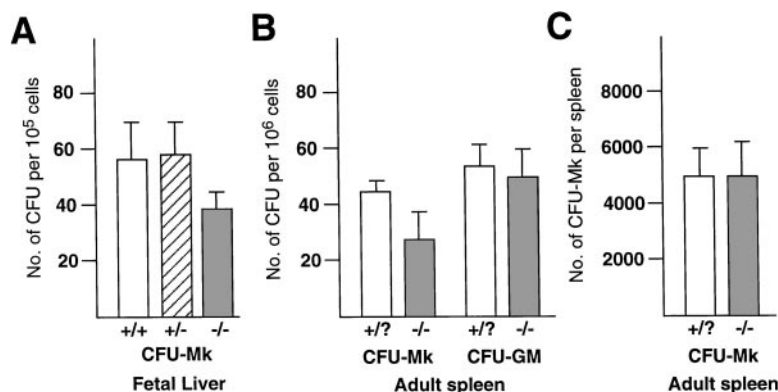 A
No. of CFU per 10⁵ cells
80
60
40
20
+/+ +/- -/-
CFU-Mk
Fetal Liver
B
No. of CFU per 10⁶ cells
80
60
40
20
+/? -/- +/? -/-
CFU-Mk CFU-GM
Adult spleen
C
No. of CFU-Mk per spleen
8000
6000
4000
2000
+/? -/-
CFU-Mk
Adult spleen